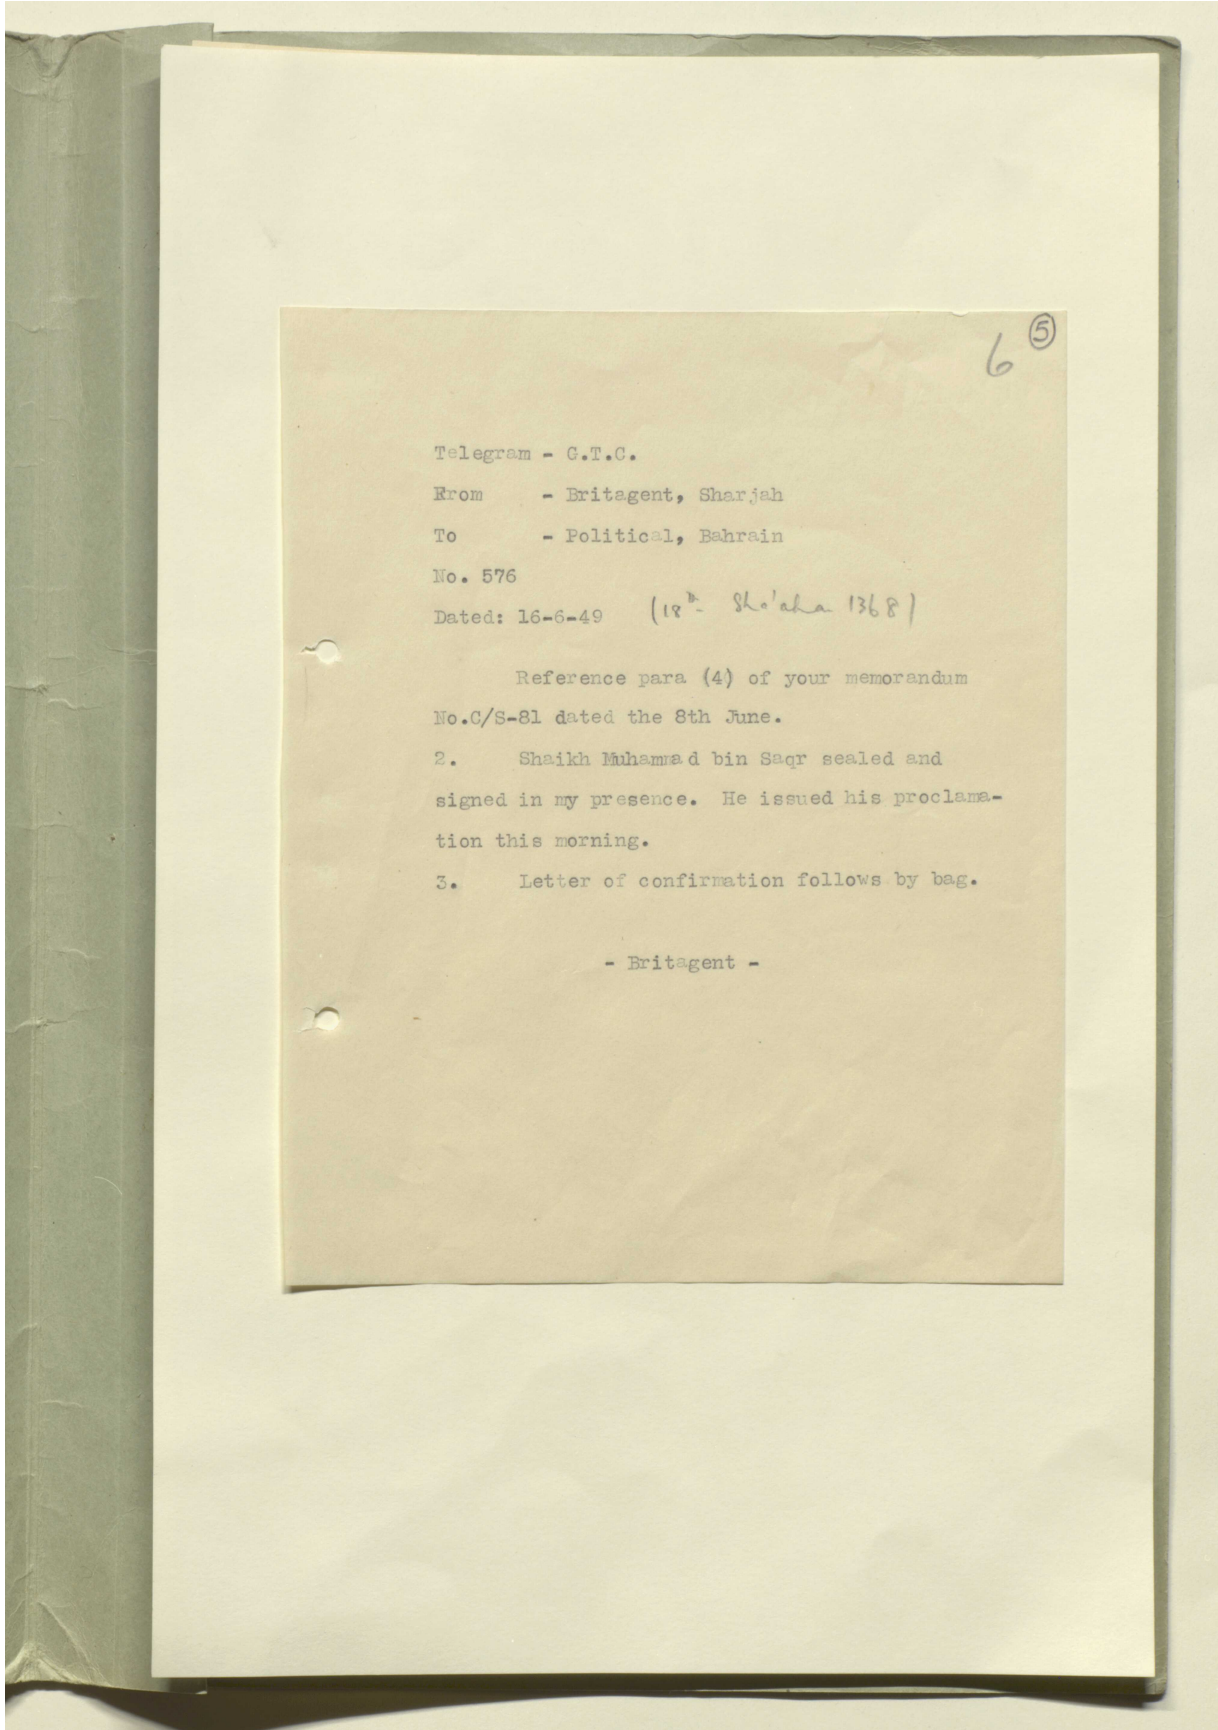 6 5
Telegram - G.T.C.
From - Britagent, Sharjah
To - Political, Bahrain
No. 576
Dated: 16-6-49 (18th Sha'aban 1368)
Reference para (4) of your memorandum
No.C/S-81 dated the 8th June.
2. Shaikh Muhammad bin Saqr sealed and
signed in my presence. He issued his proclama-
tion this morning.
3. Letter of confirmation follows by bag.
- Britagent -